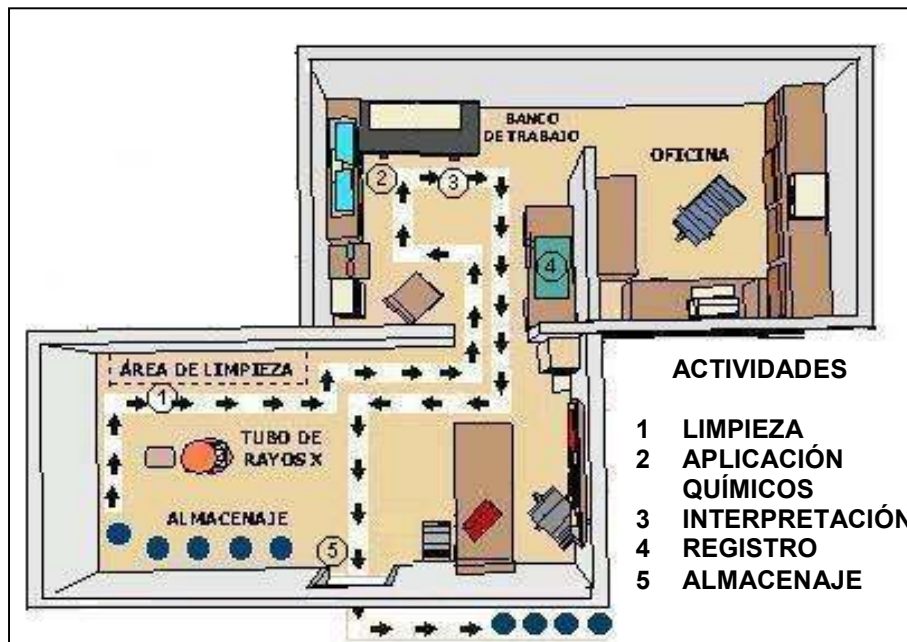 BANCO
DE TRABAJO
OFICINA
2
3
4
ÁREA DE LIMPIEZA
1
TUBO DE
RAYOS X
ALMACENAJE
5
ACTIVIDADES
1 LIMPIEZA
2 APLICACIÓN
QUÍMICOS
3 INTERPRETACIÓN
4 REGISTRO
5 ALMACENAJE